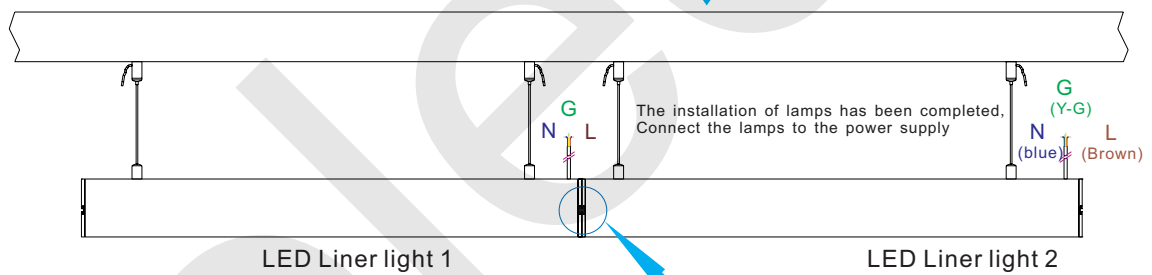 G
N L
The installation of lamps has been completed,
Connect the lamps to the power supply
G
(Y-G)
N L
(blue) (Brown)
LED Liner light 1
LED Liner light 2